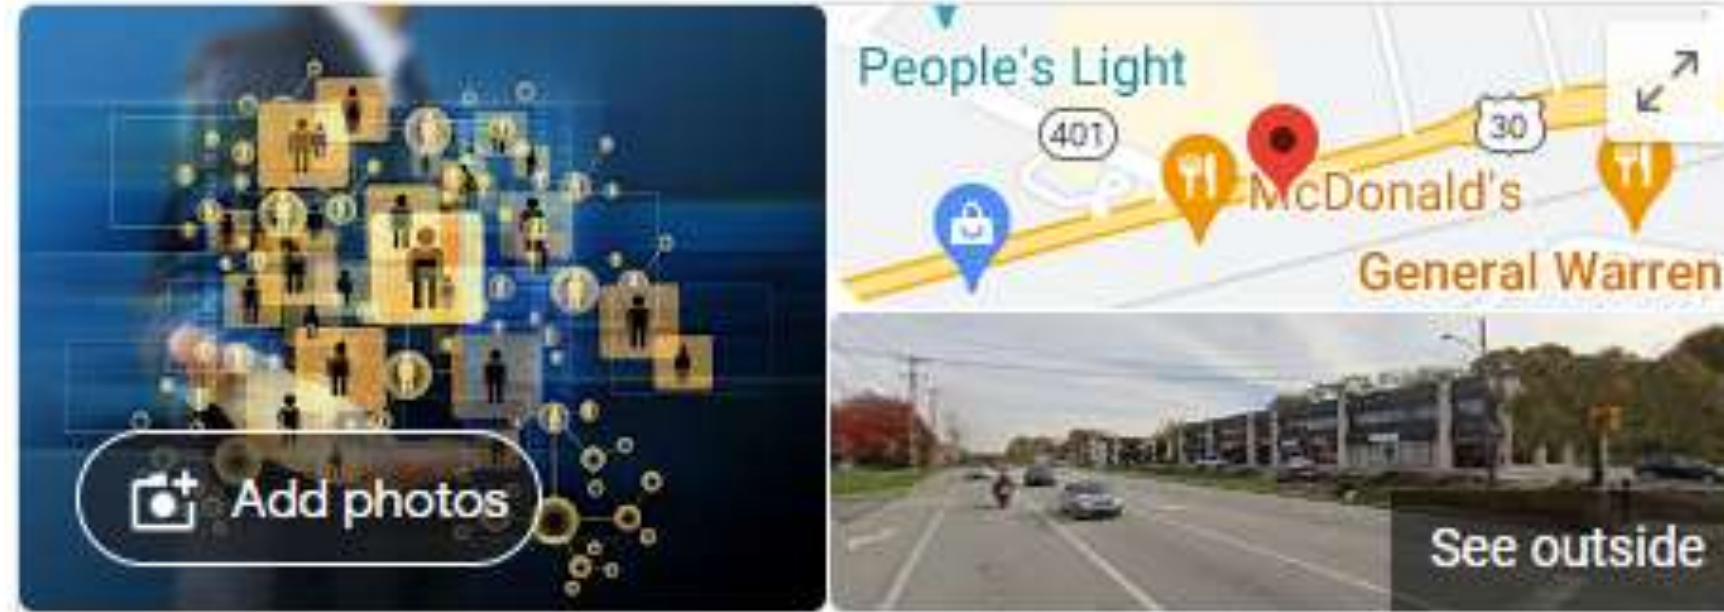 People's Light
401
30
McDonald's
General Warren
Add photos
See outside